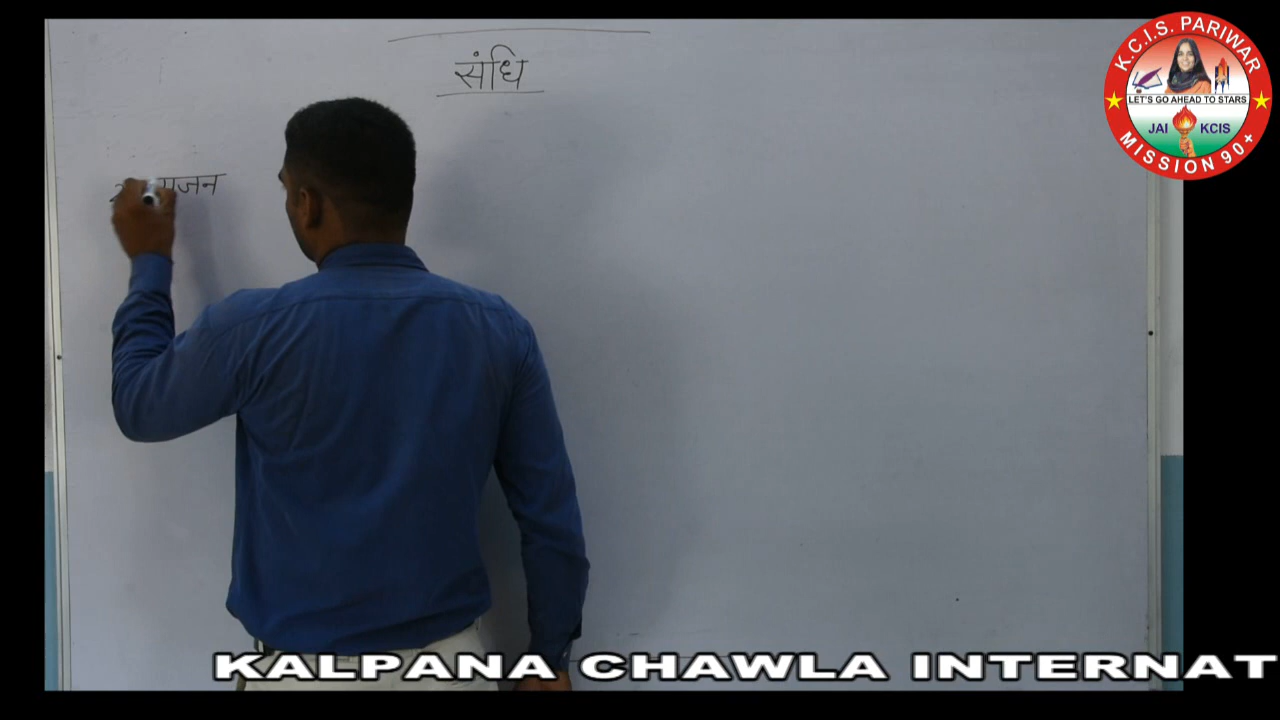 संधि
K.C.I.S. PARIWAR
LET'S GO AHEAD TO STARS
JAI KCIS
MISSION 90+
KALPANA CHAWLA INTERNAT